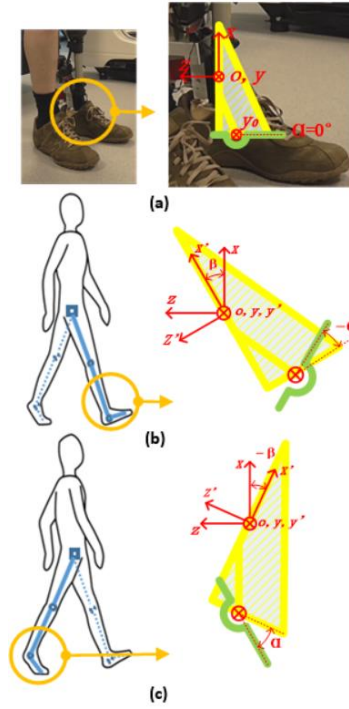 x
z
o, y
y₀
α=0°
(a)
x'
β
x
z
o, y, y'
z'
-α
(b)
-β
x
x'
z'
z
o, y, y'
α
(c)